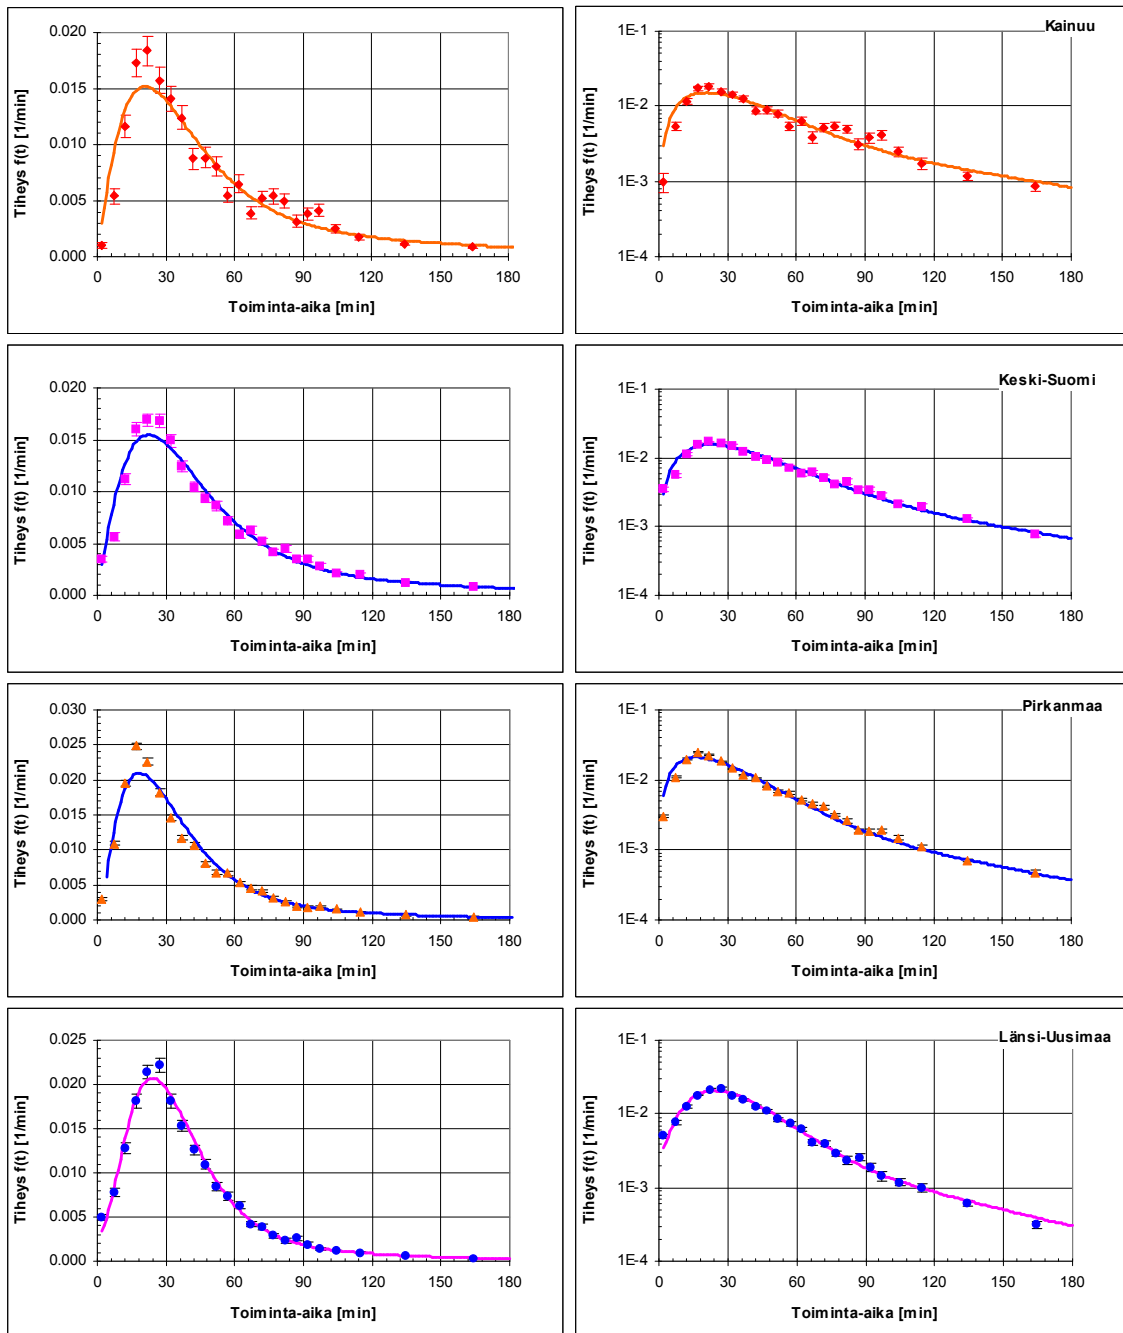 Kainuu
Tiheys f(t) [1/min]
0.020
0.015
0.010
0.005
0.000
0 30 60 90 120 150 180
Toiminta-aika [min]
Tiheys f(t) [1/min]
1E-1
1E-2
1E-3
1E-4
0 30 60 90 120 150 180
Toiminta-aika [min]
Keski-Suomi
Tiheys f(t) [1/min]
0.020
0.015
0.010
0.005
0.000
0 30 60 90 120 150 180
Toiminta-aika [min]
Tiheys f(t) [1/min]
1E-1
1E-2
1E-3
1E-4
0 30 60 90 120 150 180
Toiminta-aika [min]
Pirkanmaa
Tiheys f(t) [1/min]
0.030
0.025
0.020
0.015
0.010
0.005
0.000
0 30 60 90 120 150 180
Toiminta-aika [min]
Tiheys f(t) [1/min]
1E-1
1E-2
1E-3
1E-4
0 30 60 90 120 150 180
Toiminta-aika [min]
Länsi-Uusimaa
Tiheys f(t) [1/min]
0.025
0.020
0.015
0.010
0.005
0.000
0 30 60 90 120 150 180
Toiminta-aika [min]
Tiheys f(t) [1/min]
1E-1
1E-2
1E-3
1E-4
0 30 60 90 120 150 180
Toiminta-aika [min]